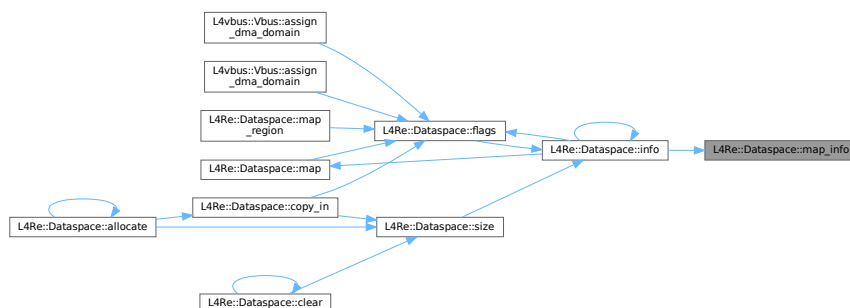 L4vbus::Vbus::assign
_dma_domain
L4vbus::Vbus::assign
_dma_domain
L4Re::Dataspace::map
_region
L4Re::Dataspace::flags
L4Re::Dataspace::info
L4Re::Dataspace::map_info
L4Re::Dataspace::map
L4Re::Dataspace::copy_in
L4Re::Dataspace::allocate
L4Re::Dataspace::size
L4Re::Dataspace::clear